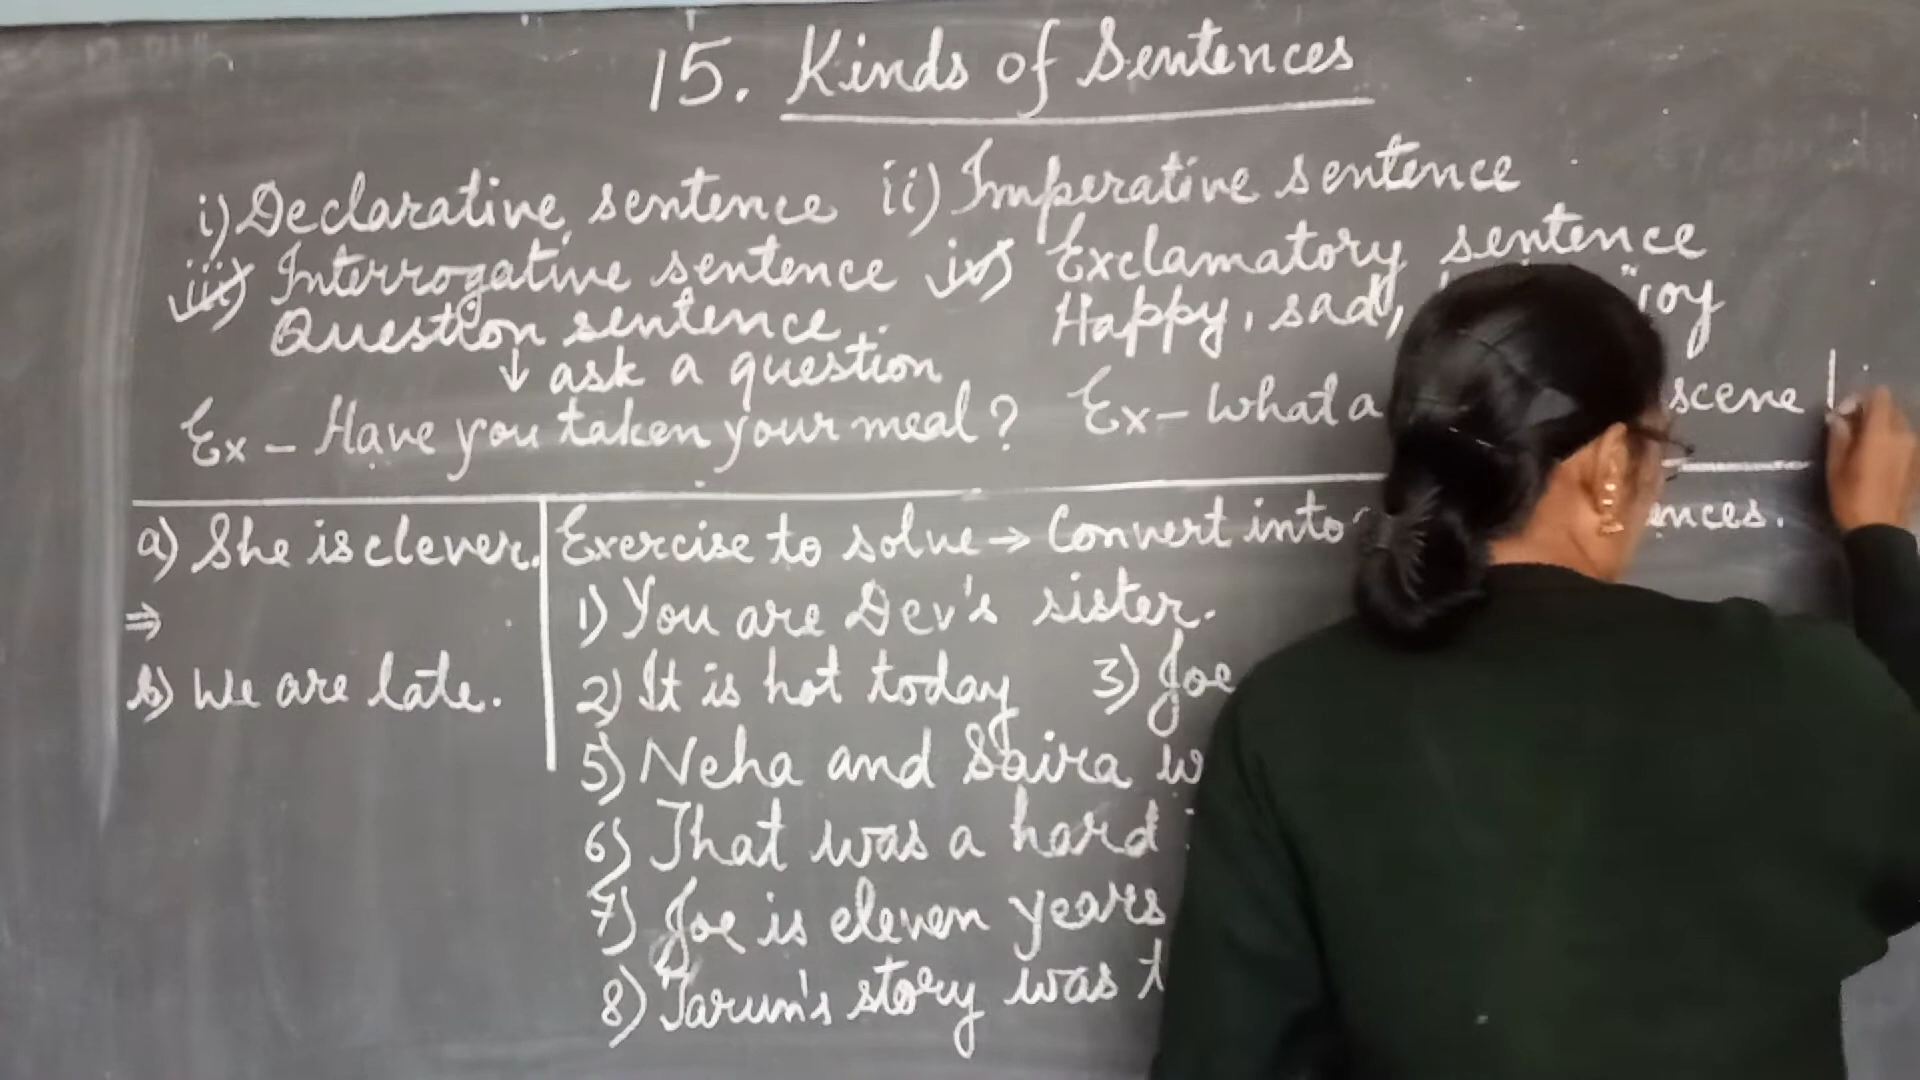 15. Kinds of Sentences
i) Declarative sentence ii) Imperative sentence
iii) Interrogative sentence iv) Exclamatory sentence
Question sentence Happy, sad, joy
↓ ask a question
Ex - Have you taken your meal? Ex - What a scene !
a) She is clever. Exercise to solve → Convert into
⇒ 1) You are Dev's sister.
b) We are late. 2) It is hot today 3) Joe
5) Neha and Saira
6) That was a hard
7) Joe is eleven years
8) Tarun's story was